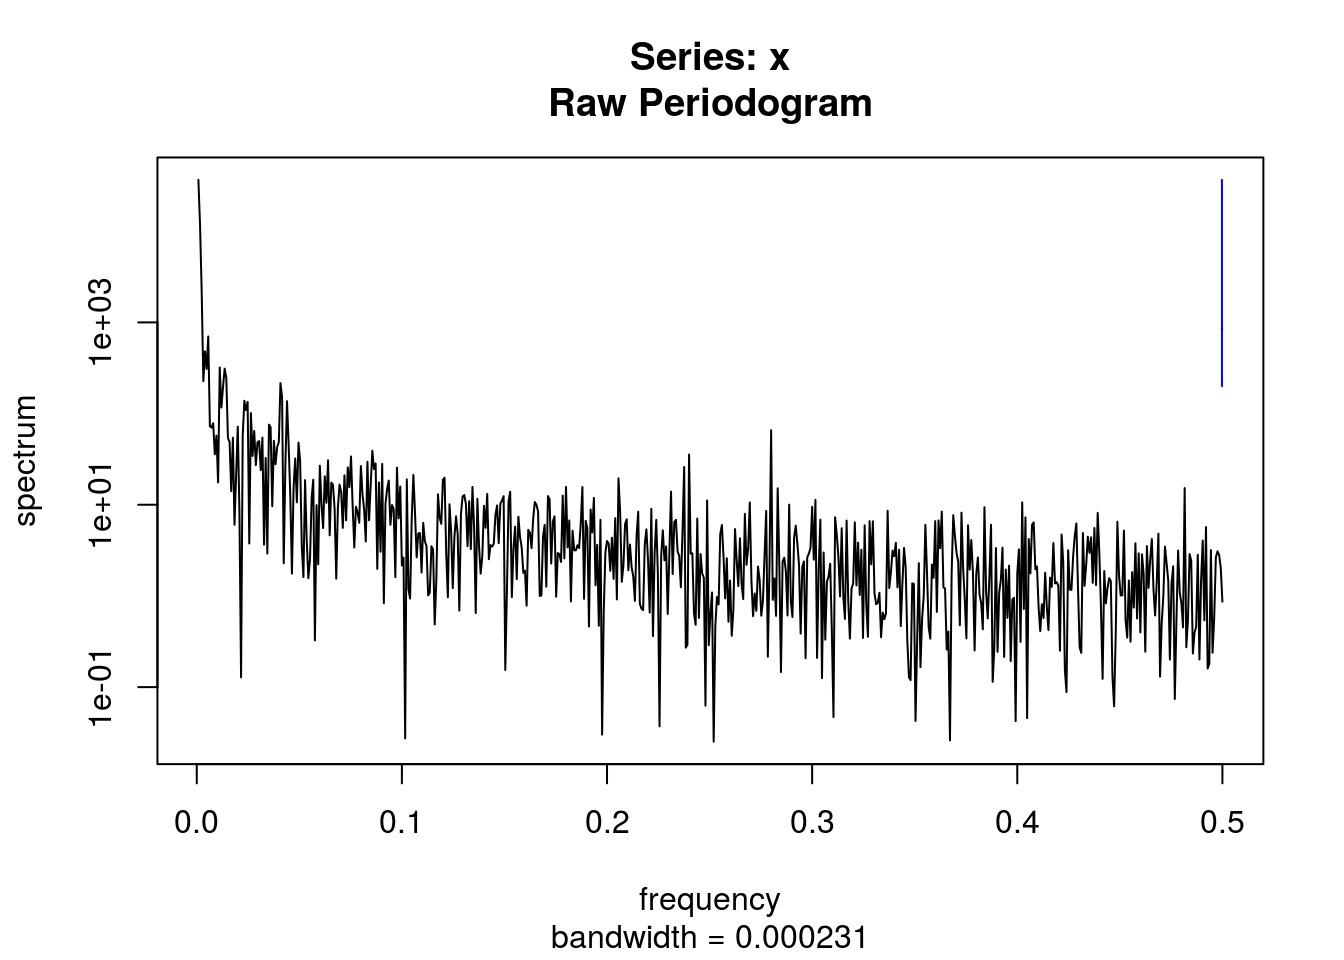 Series: x
Raw Periodogram
spectrum
1e+03
1e+01
1e-01
0.0 0.1 0.2 0.3 0.4 0.5
frequency
bandwidth = 0.000231